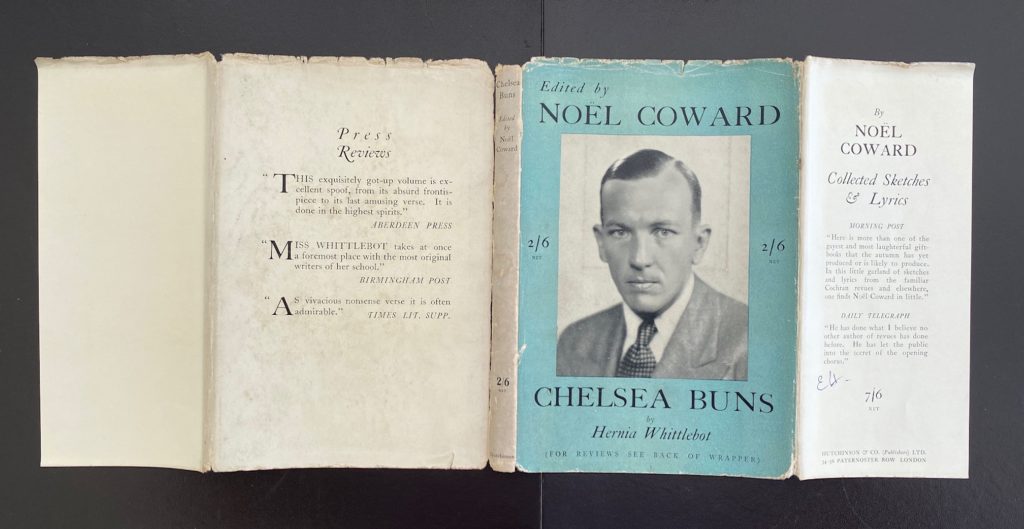 Press
Reviews
"THIS exquisitely got-up volume is ex-
cellent spoof, from its absurd frontis-
piece to its last amusing verse. It is
done in the highest spirits."
ABERDEEN PRESS
"MISS WHITTLEBOT takes at once
a foremost place with the most original
writers of her school."
BIRMINGHAM POST
"AS vivacious nonsense verse it is often
admirable." TIMES LIT. SUPP.
Chelsea
Buns
Edited
by
Noël
Coward
2/6
NET
Hutchinson
Edited by
NOËL COWARD
2/6
NET
2/6
NET
CHELSEA BUNS
by
Hernia Whittlebot
(FOR REVIEWS SEE BACK OF WRAPPER)
By
NOËL
COWARD
Collected Sketches
& Lyrics
MORNING POST
"Here is more than one of the
gayest and most laughterful gift-
books that the autumn has yet
produced or is likely to produce.
In this little garland of sketches
and lyrics from the familiar
Cochran revues and elsewhere,
one finds Noël Coward in little."
DAILY TELEGRAPH
"He has done what I believe no
other author of revues has done
before. He has let the public
into the secret of the opening
chorus."
7/6
NET
HUTCHINSON & CO. (Publishers) LTD.
34-36 PATERNOSTER ROW LONDON